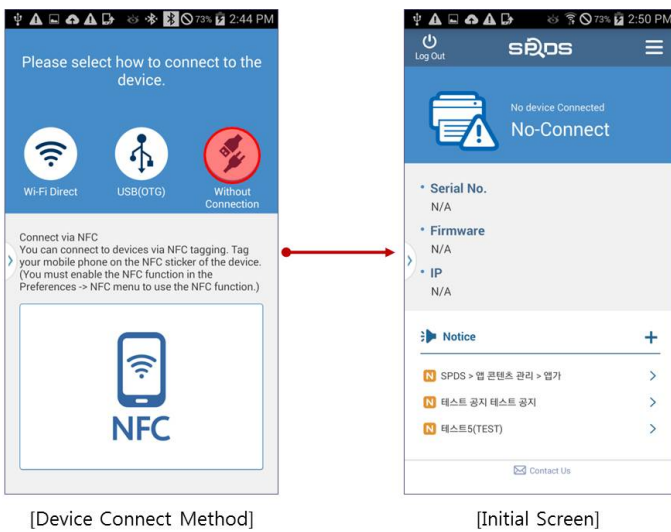 73% 2:44 PM
Please select how to connect to the
device.
Wi-Fi Direct
USB(OTG)
Without
Connection
Connect via NFC
You can connect to devices via NFC tagging. Tag
your mobile phone on the NFC sticker of the device.
(You must enable the NFC function in the
Preferences -> NFC menu to use the NFC function.)
NFC
[Device Connect Method]
73% 2:50 PM
Log Out
SPDS
No device Connected
No-Connect
• Serial No.
N/A
• Firmware
N/A
• IP
N/A
Notice
N SPDS > 앱 콘텐츠 관리 > 앱가
N 테스트 공지 테스트 공지
N 테스트5(TEST)
Contact Us
[Initial Screen]